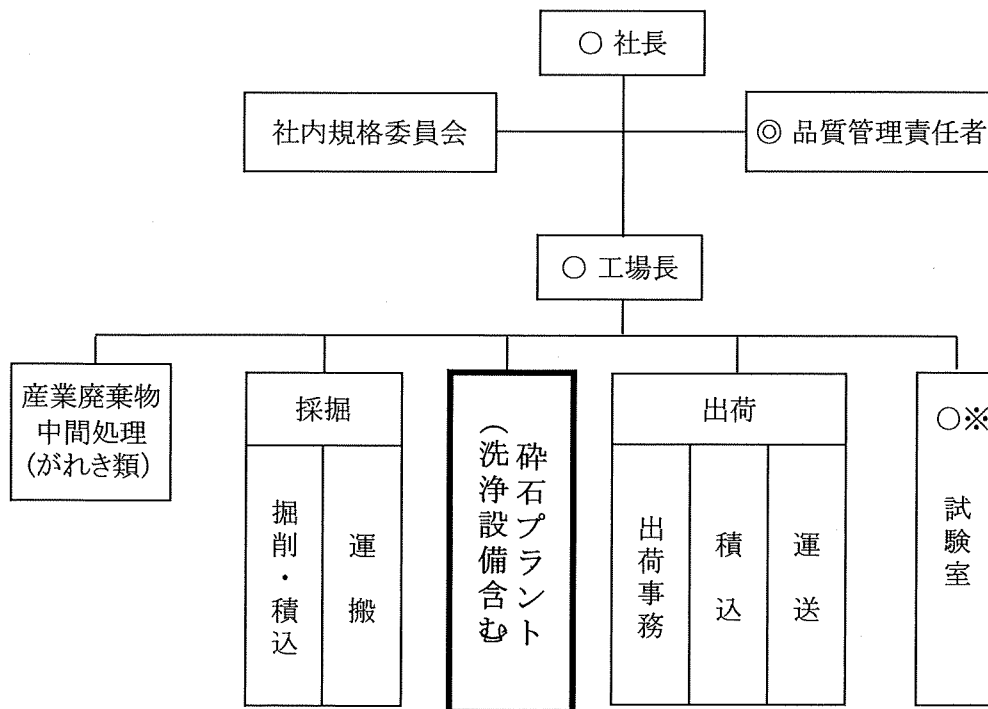 ○ 社長
社内規格委員会
◎ 品質管理責任者
○ 工場長
産業廃棄物
中間処理
(がれき類)
採掘
掘削・積込
運搬
砕石プラント
(洗浄設備含む)
出荷
出荷事務
積込
運送
○※
試験室